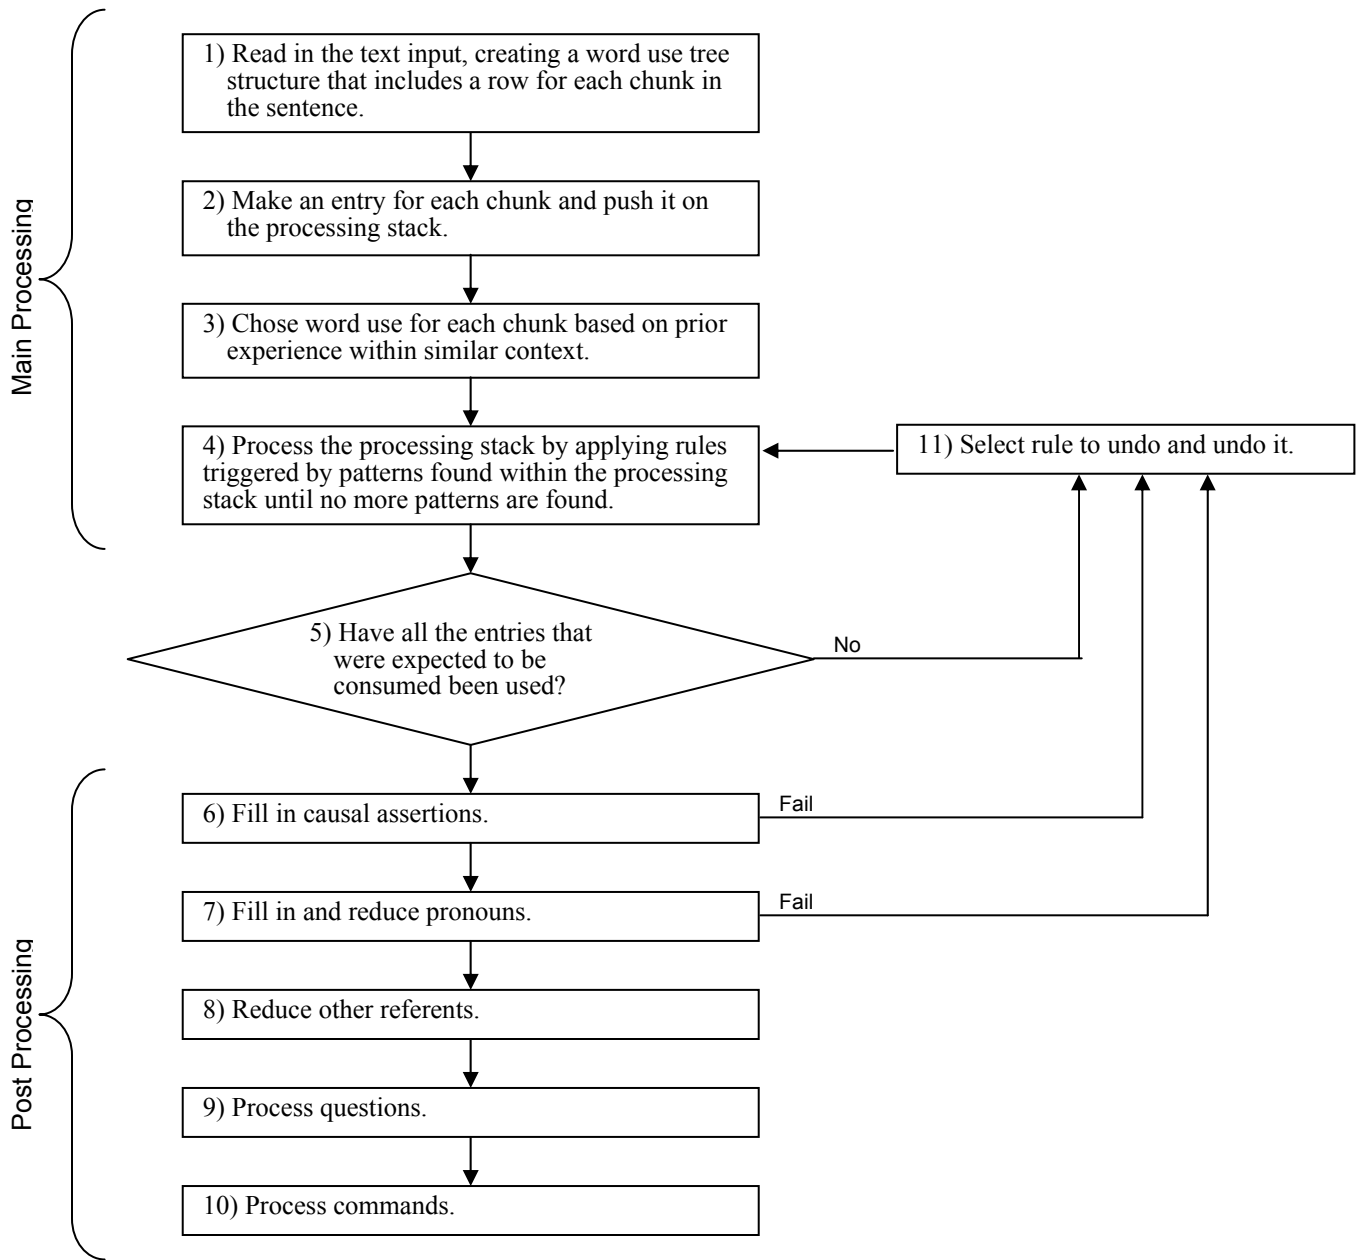 Main Processing
1) Read in the text input, creating a word use tree
structure that includes a row for each chunk in
the sentence.
2) Make an entry for each chunk and push it on
the processing stack.
3) Chose word use for each chunk based on prior
experience within similar context.
4) Process the processing stack by applying rules
triggered by patterns found within the processing
stack until no more patterns are found.
11) Select rule to undo and undo it.
5) Have all the entries that
were expected to be
consumed been used?
No
Post Processing
6) Fill in causal assertions.
Fail
7) Fill in and reduce pronouns.
Fail
8) Reduce other referents.
9) Process questions.
10) Process commands.